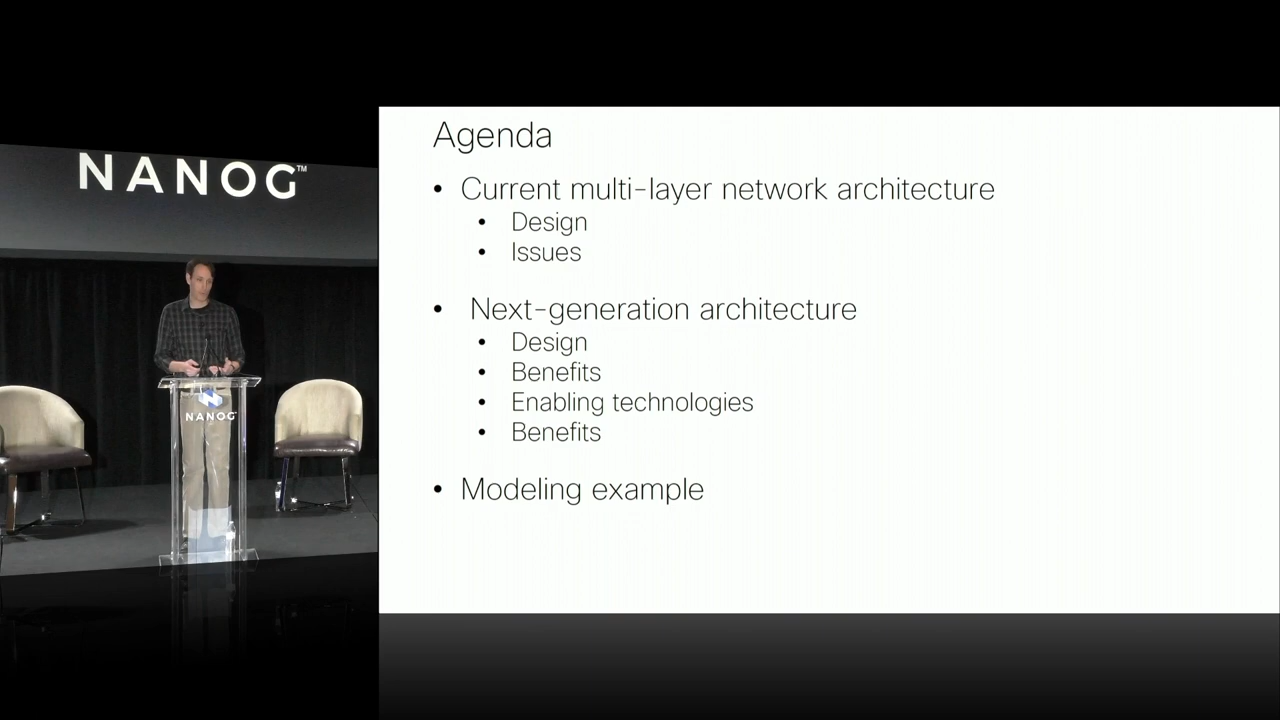 NANOG™
NANOG
Agenda
• Current multi-layer network architecture
• Design
• Issues
• Next-generation architecture
• Design
• Benefits
• Enabling technologies
• Benefits
• Modeling example